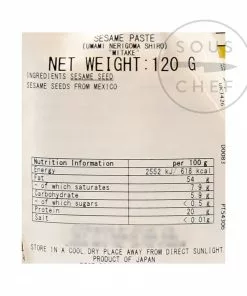 SOUS
CHEF
SESAME PASTE
(UMAMI NERIGOMA SHIRO)
"MITAKE"
NET WEIGHT:120 G
INGREDIENTS SESAME SEED
SESAME SEEDS FROM MEXICO
Nutrition Information per 100g
Energy 2552 kJ/ 618 kcal
Fat 54 g
- of which saturates 7.9 g
Carbohydrate 5.8 g
- of which sugars <0.5 g
Protein 20 g
Salt <0.1 g
STORE IN A COOL, DRY PLACE AWAY FROM DIRECT SUNLIGHT.
PRODUCT OF JAPAN